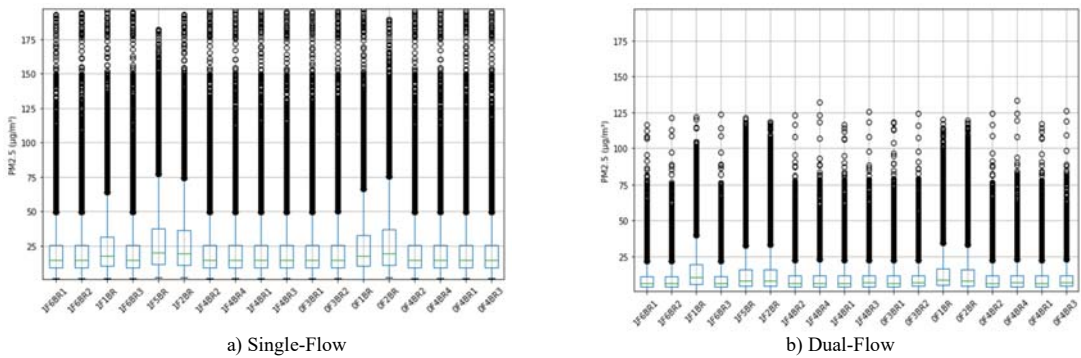 PM2.5 (µg/m³)
175
150
125
100
75
50
25
1F6BR1 1F6BR2 1F1BR 1F6BR3 1F5BR 1F2BR 1F4BR2 1F4BR4 1F4BR1 1F4BR3 0F3BR1 0F3BR2 0F1BR 0F2BR 0F4BR2 0F4BR4 0F4BR1 0F4BR3
a) Single-Flow
PM2.5 (µg/m³)
175
150
125
100
75
50
25
1F6BR1 1F6BR2 1F1BR 1F6BR3 1F5BR 1F2BR 1F4BR2 1F4BR4 1F4BR1 1F4BR3 0F3BR1 0F3BR2 0F1BR 0F2BR 0F4BR2 0F4BR4 0F4BR1 0F4BR3
b) Dual-Flow